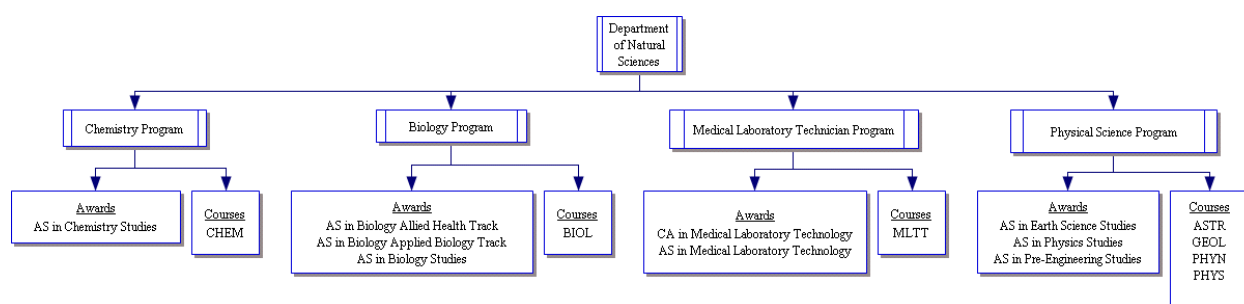 Department
of Natural
Sciences
Chemistry Program
Biology Program
Medical Laboratory Technician Program
Physical Science Program
Awards
AS in Chemistry Studies
Courses
CHEM
Awards
AS in Biology Allied Health Track
AS in Biology Applied Biology Track
AS in Biology Studies
Courses
BIOL
Awards
CA in Medical Laboratory Technology
AS in Medical Laboratory Technology
Courses
MLTT
Awards
AS in Earth Science Studies
AS in Physics Studies
AS in Pre-Engineering Studies
Courses
ASTR
GEOL
PHYN
PHYS